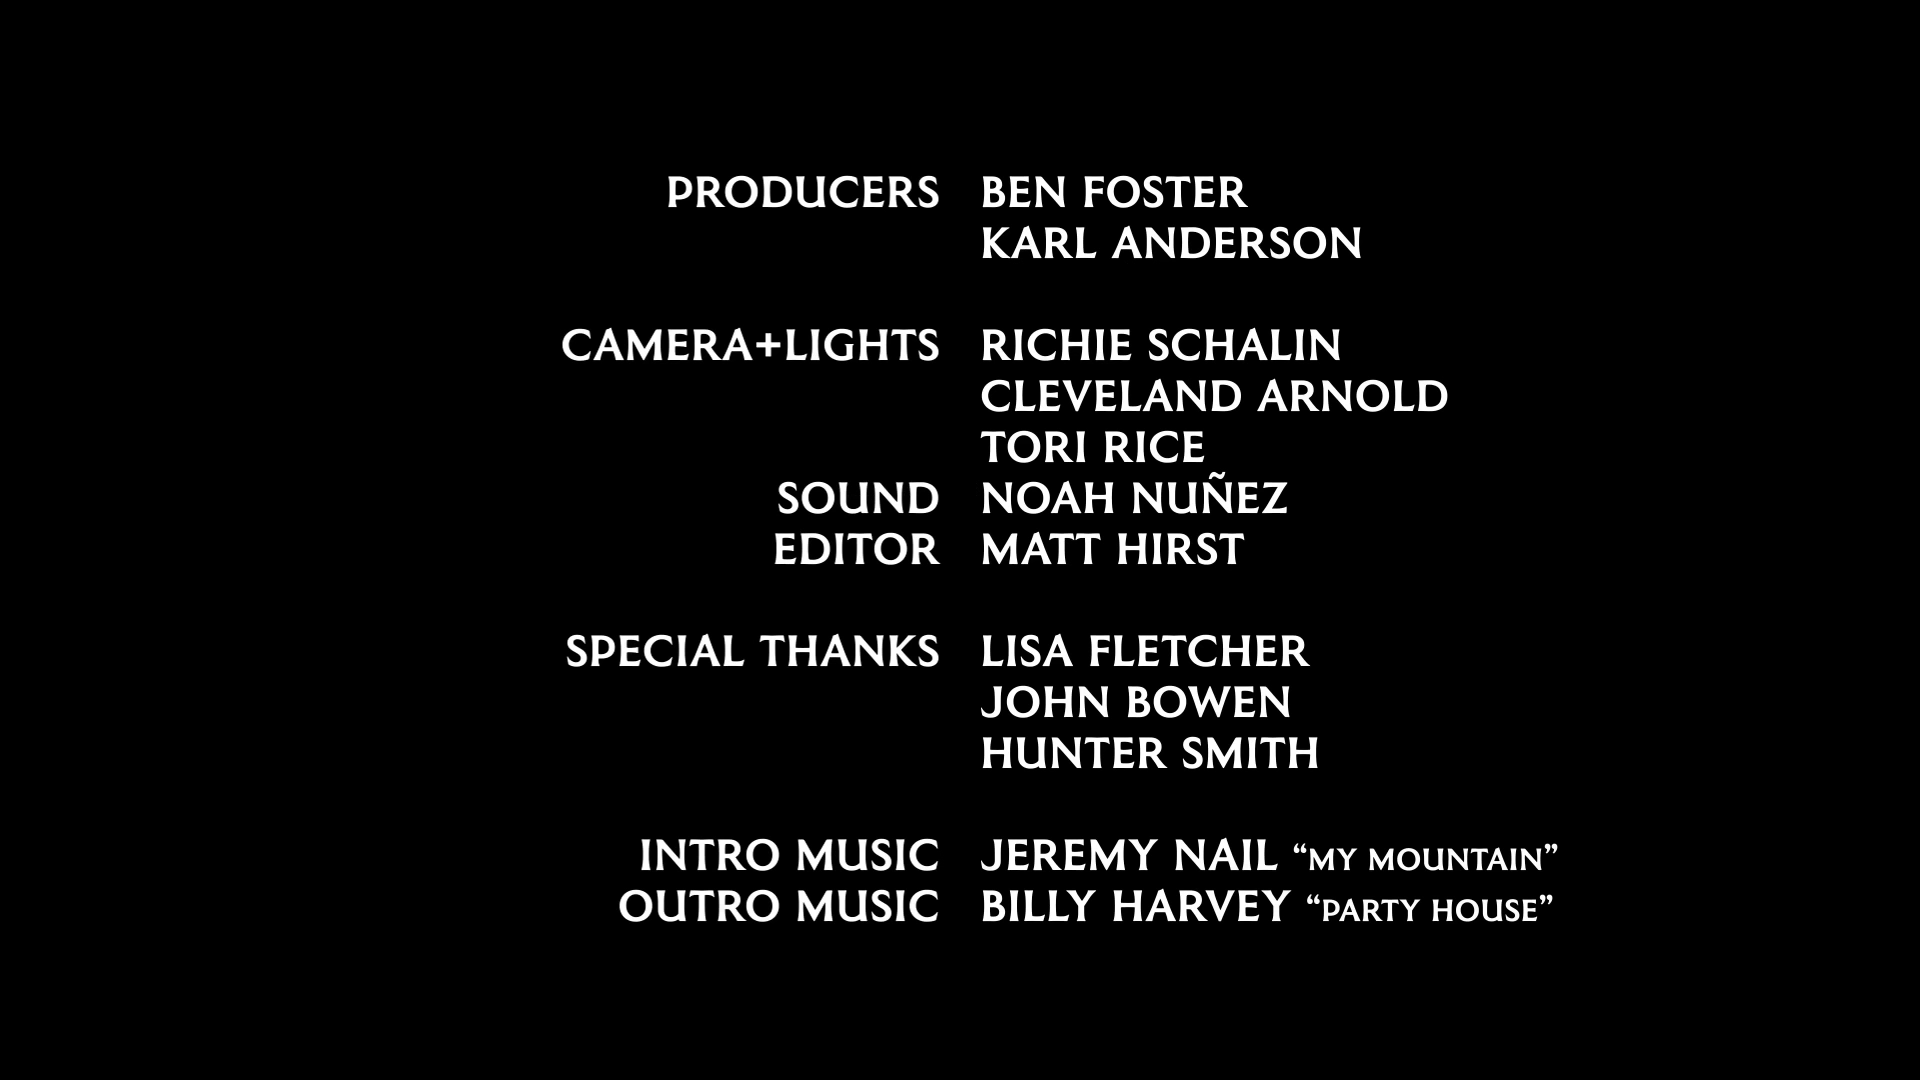 PRODUCERS BEN FOSTER
KARL ANDERSON
CAMERA+LIGHTS RICHIE SCHALIN
CLEVELAND ARNOLD
TORI RICE
SOUND NOAH NUÑEZ
EDITOR MATT HIRST
SPECIAL THANKS LISA FLETCHER
JOHN BOWEN
HUNTER SMITH
INTRO MUSIC JEREMY NAIL “MY MOUNTAIN”
OUTRO MUSIC BILLY HARVEY “PARTY HOUSE”